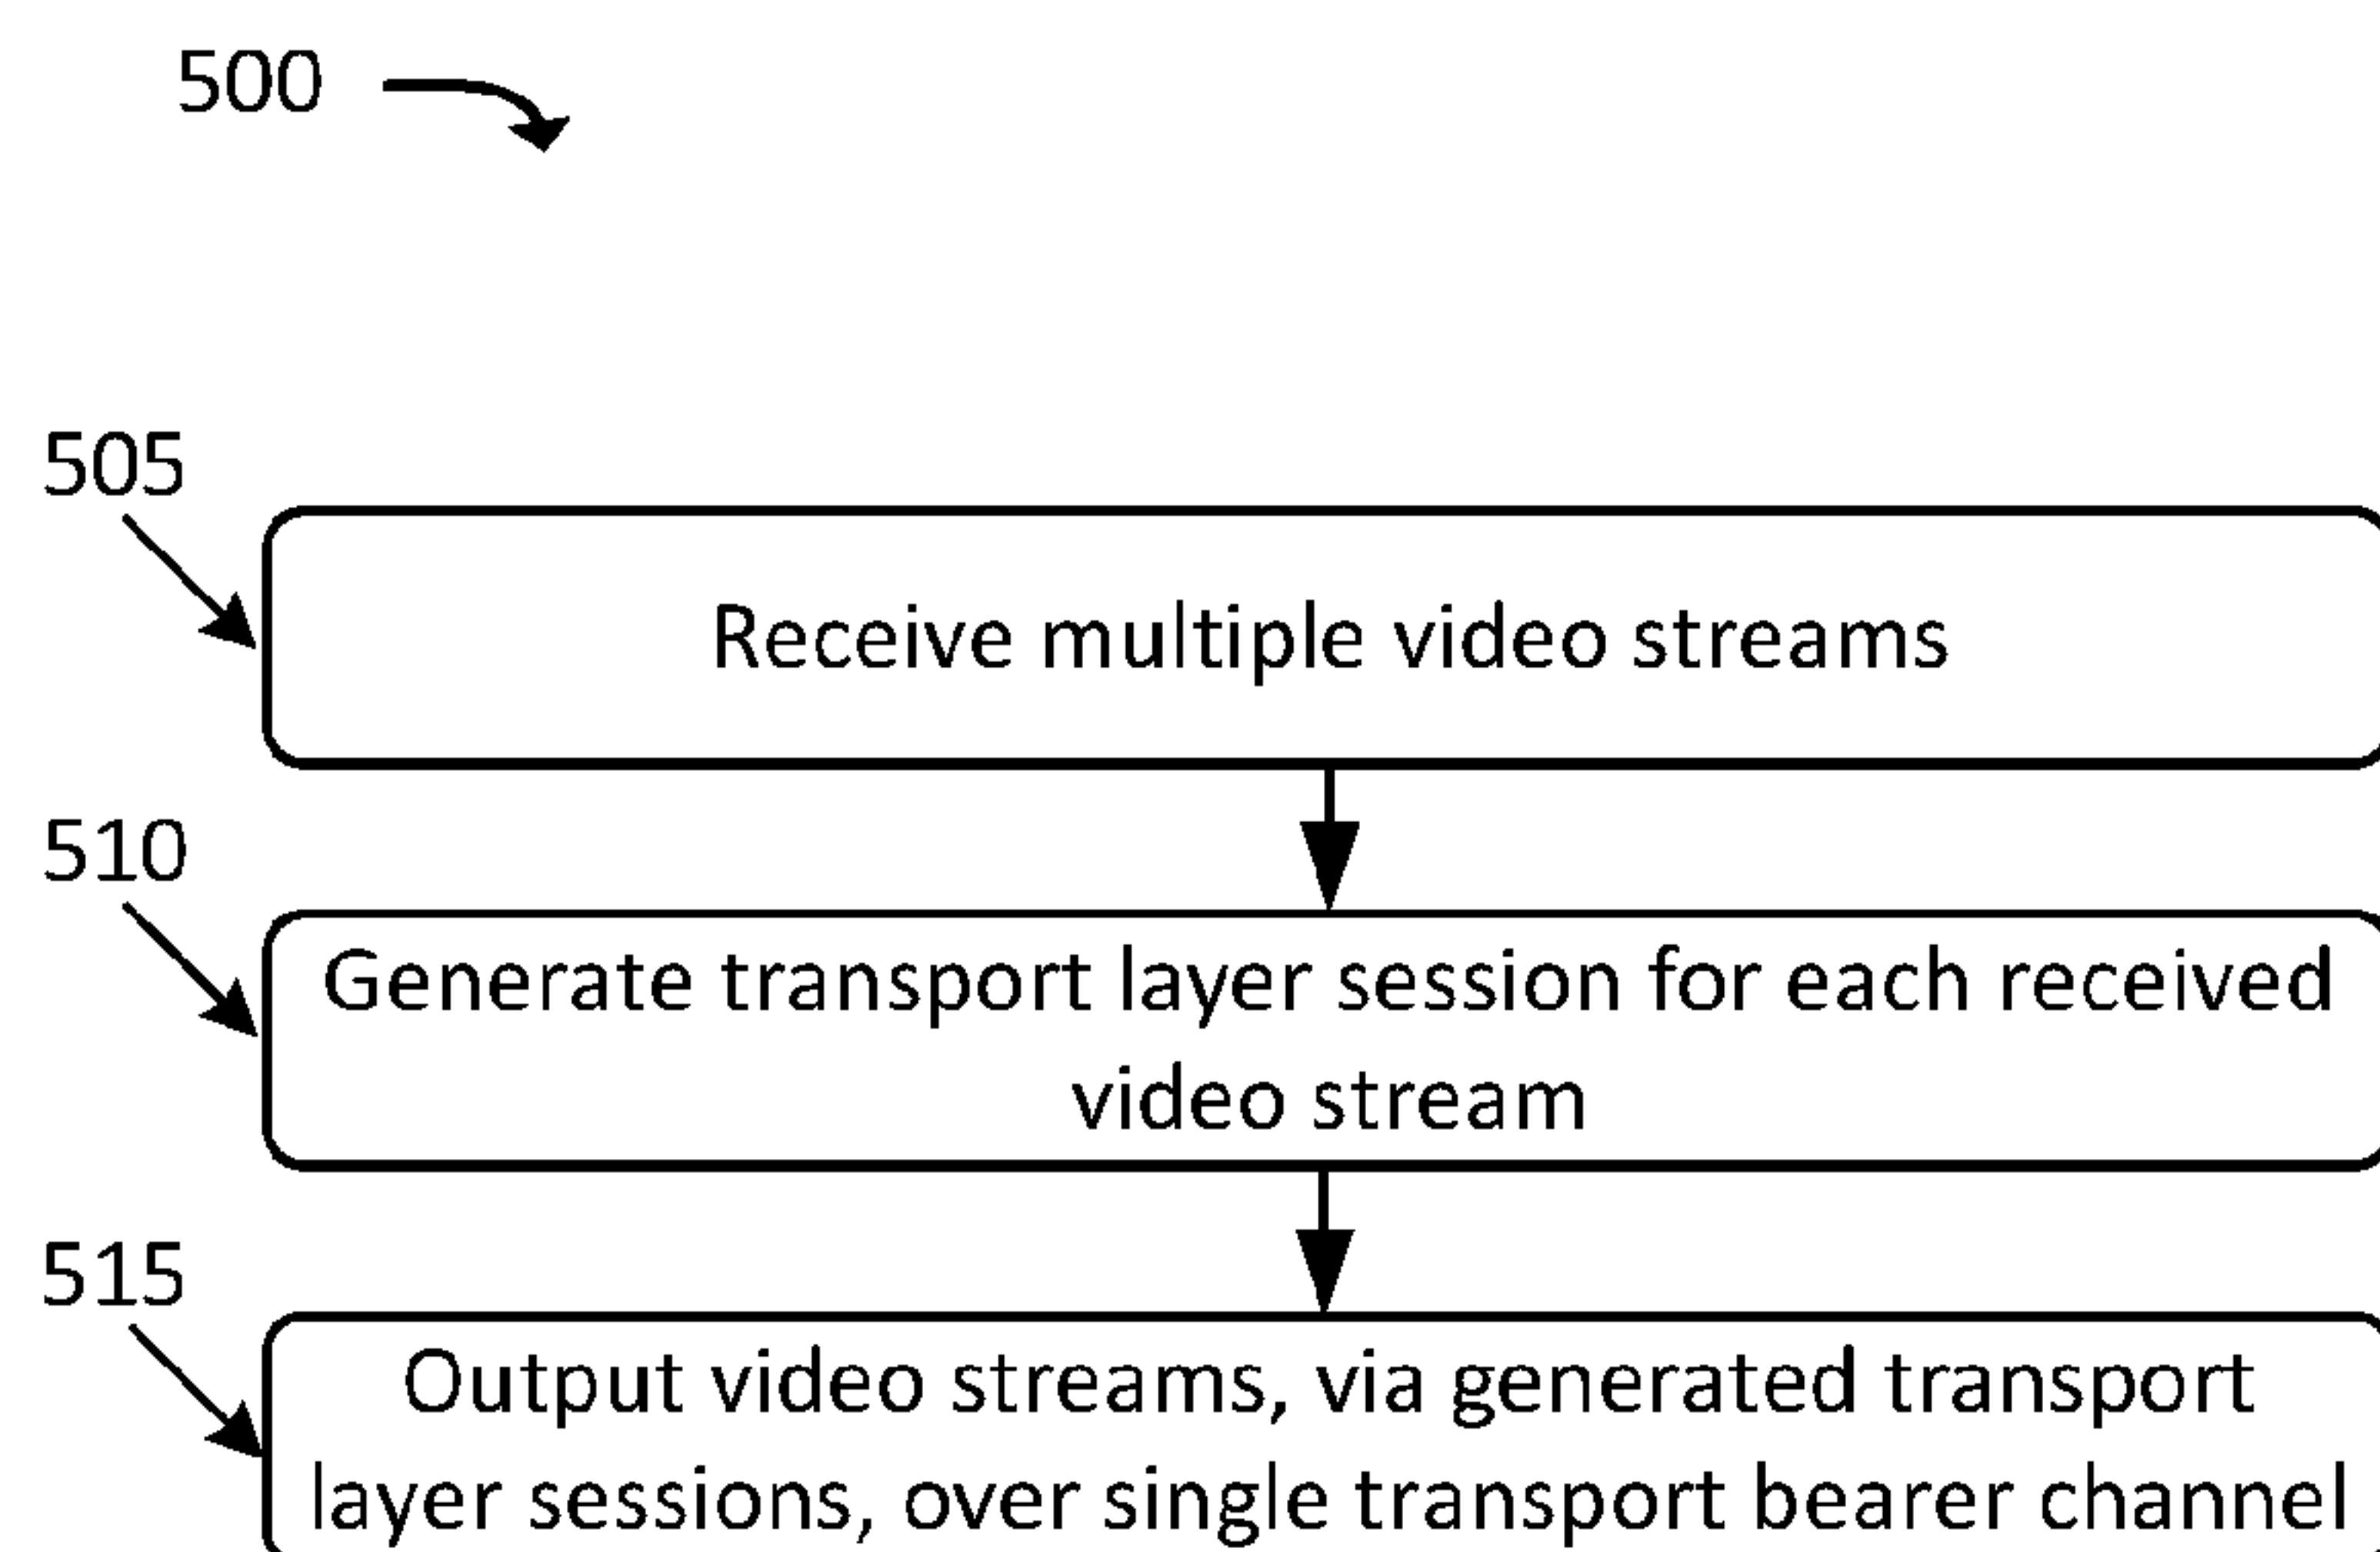 500
505
Receive multiple video streams
510
Generate transport layer session for each received
video stream
515
Output video streams, via generated transport
layer sessions, over single transport bearer channel